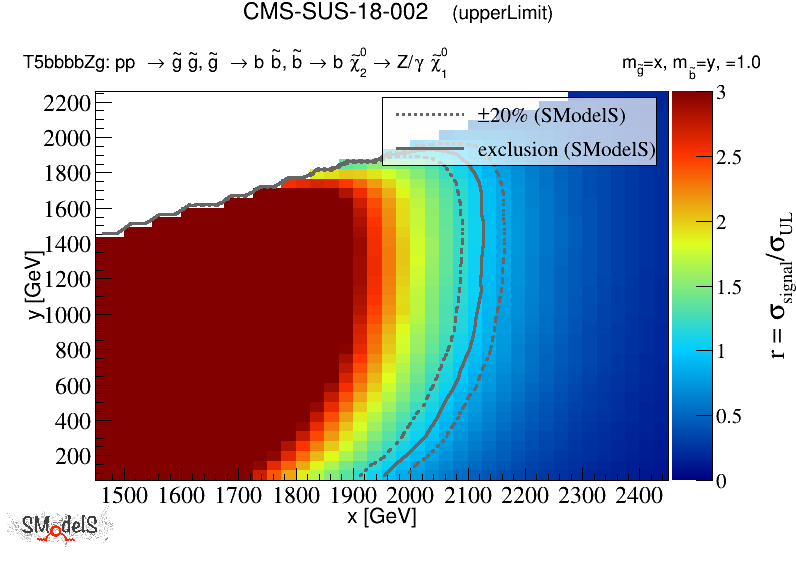 CMS-SUS-18-002 (upperLimit)
T5bbbbZg: pp → g̃ g̃, g̃ → b b̃, b̃ → b χ̃⁰₂ → Z/γ χ̃⁰₁ m_g̃=x, m_b̃=y, =1.0
±20% (SModelS)
exclusion (SModelS)
2200
2000
1800
1600
1400
1200
1000
800
600
400
200
y [GeV]
1500 1600 1700 1800 1900 2000 2100 2200 2300 2400
x [GeV]
3
2.5
2
1.5
1
0.5
0
r = σ_signal/σ_UL
SModelS